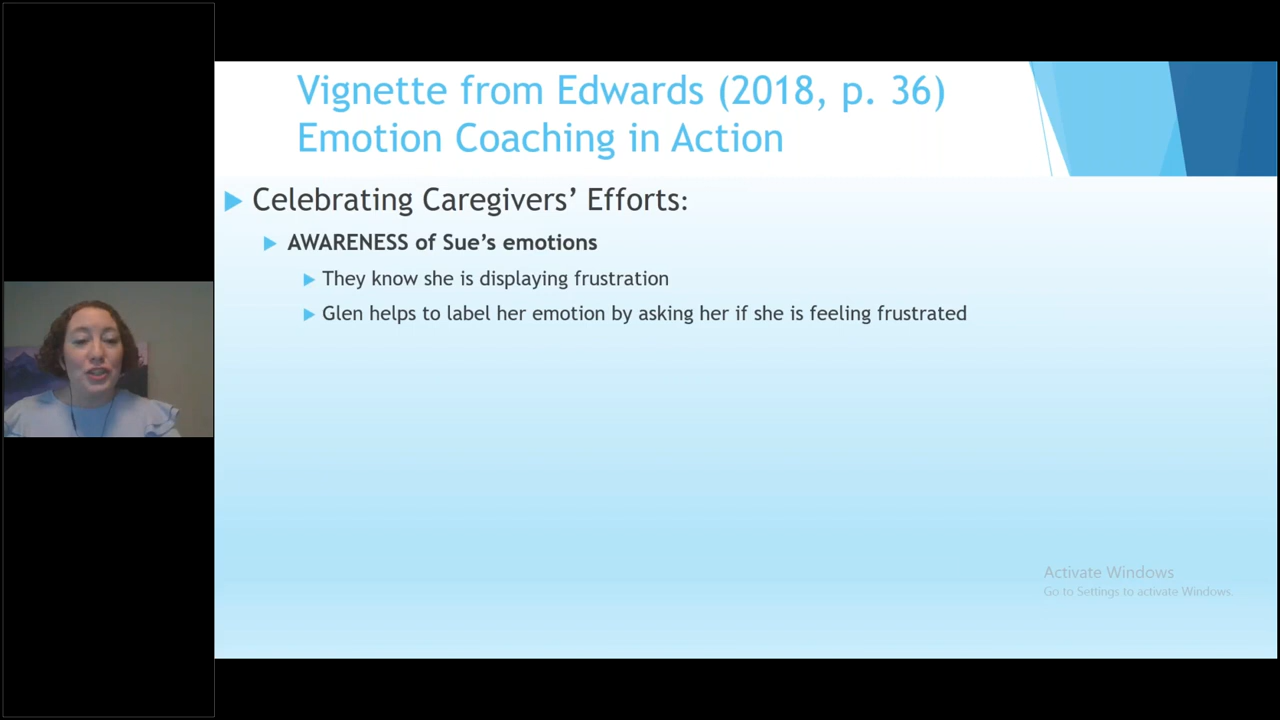 Vignette from Edwards (2018, p. 36)
Emotion Coaching in Action
Celebrating Caregivers’ Efforts:
AWARENESS of Sue’s emotions
They know she is displaying frustration
Glen helps to label her emotion by asking her if she is feeling frustrated
Activate Windows
Go to Settings to activate Windows.